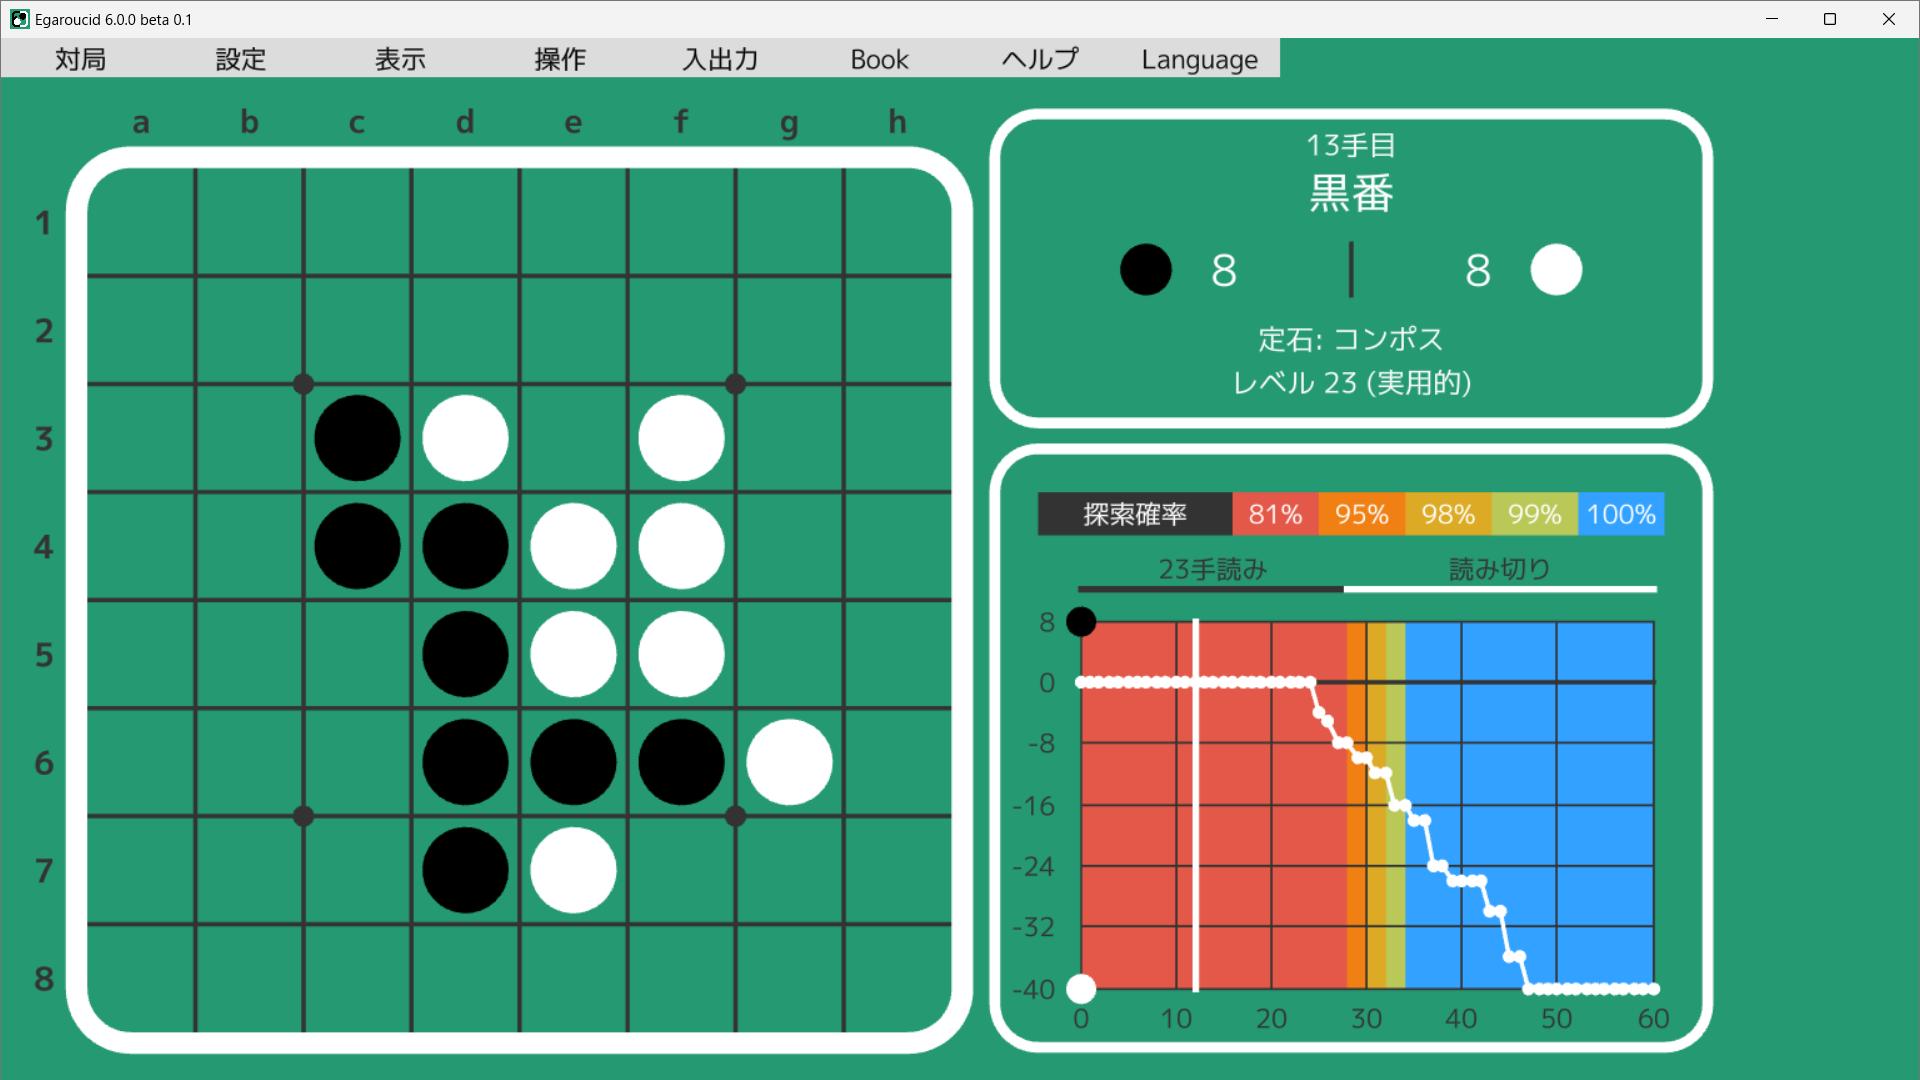 Egaroucid 6.0.0 beta 0.1
対局 設定 表示 操作 入出力 Book ヘルプ Language
a b c d e f g h
1
2
3
4
5
6
7
8
13手目
黒番
8 8
定石: コンポス
レベル 23 (実用的)
探索確率 81% 95% 98% 99% 100%
23手読み 読み切り
8
0
-8
-16
-24
-32
-40
0 10 20 30 40 50 60